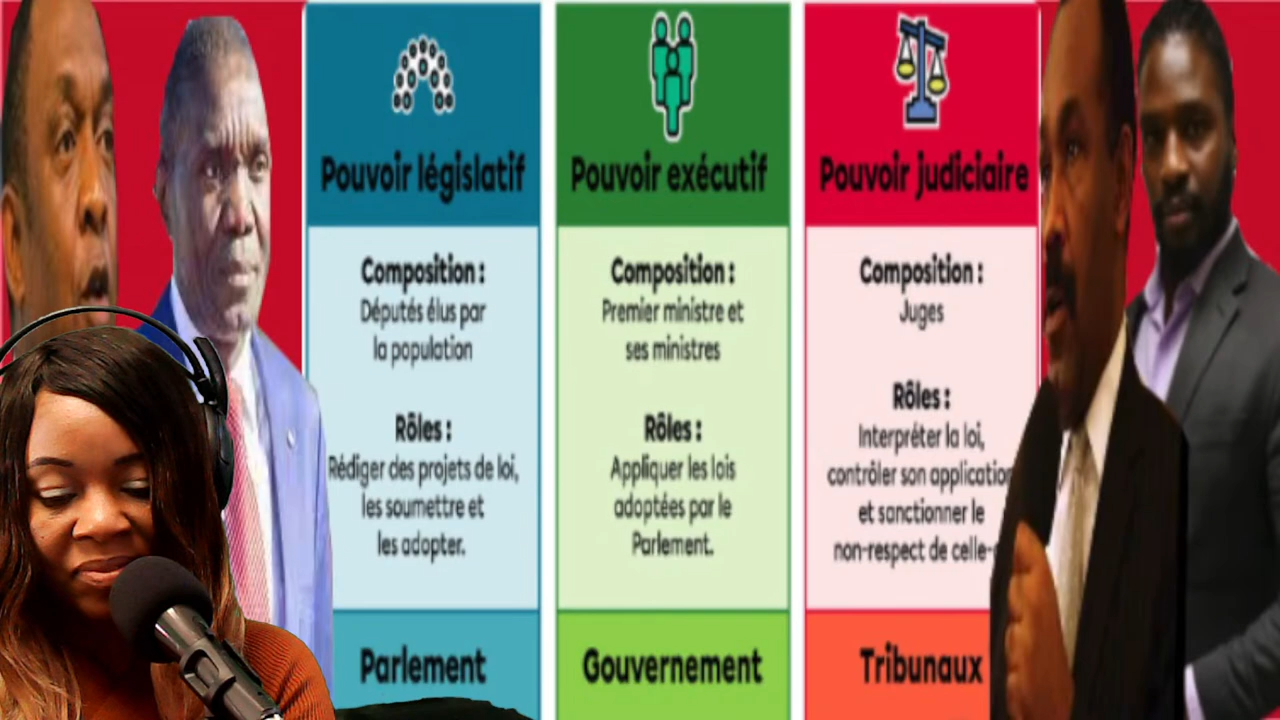 Pouvoir législatif
Composition :
Députés élus par
la population
Rôles :
Rédiger des projets de loi,
les soumettre et
les adopter.
Parlement
Pouvoir exécutif
Composition :
Premier ministre et
ses ministres
Rôles :
Appliquer les lois
adoptées par le
Parlement.
Gouvernement
Pouvoir judiciaire
Composition :
Juges
Rôles :
Interpréter la loi,
contrôler son application
et sanctionner le
non-respect de celle-
Tribunaux